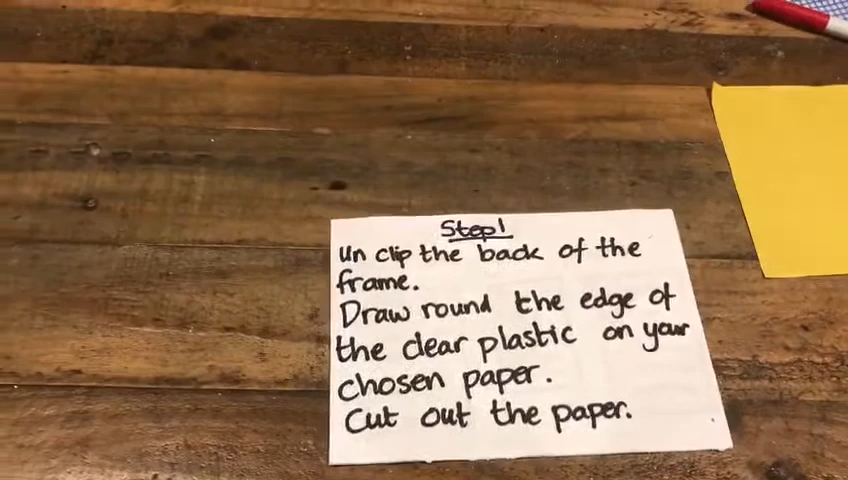 Step1
Un clip the back of the
frame.
Draw round the edge of
the clear plastic on your
chosen paper.
Cut out the paper.